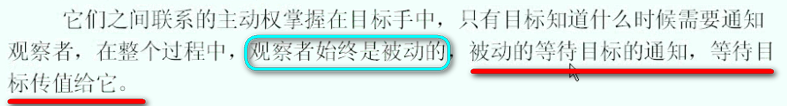 它们之间联系的主动权掌握在目标手中，只有目标知道什么时候需要通知
观察者，在整个过程中，观察者始终是被动的，被动的等待目标的通知，等待目
标传值给它。